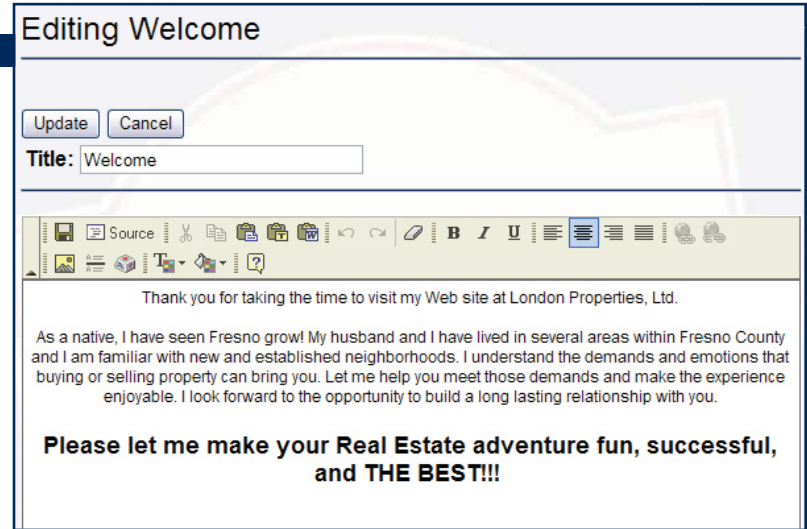 Editing Welcome
Update Cancel
Title: Welcome
Source B I U
Thank you for taking the time to visit my Web site at London Properties, Ltd.
As a native, I have seen Fresno grow! My husband and I have lived in several areas within Fresno County
and I am familiar with new and established neighborhoods. I understand the demands and emotions that
buying or selling property can bring you. Let me help you meet those demands and make the experience
enjoyable. I look forward to the opportunity to build a long lasting relationship with you.
Please let me make your Real Estate adventure fun, successful,
and THE BEST!!!